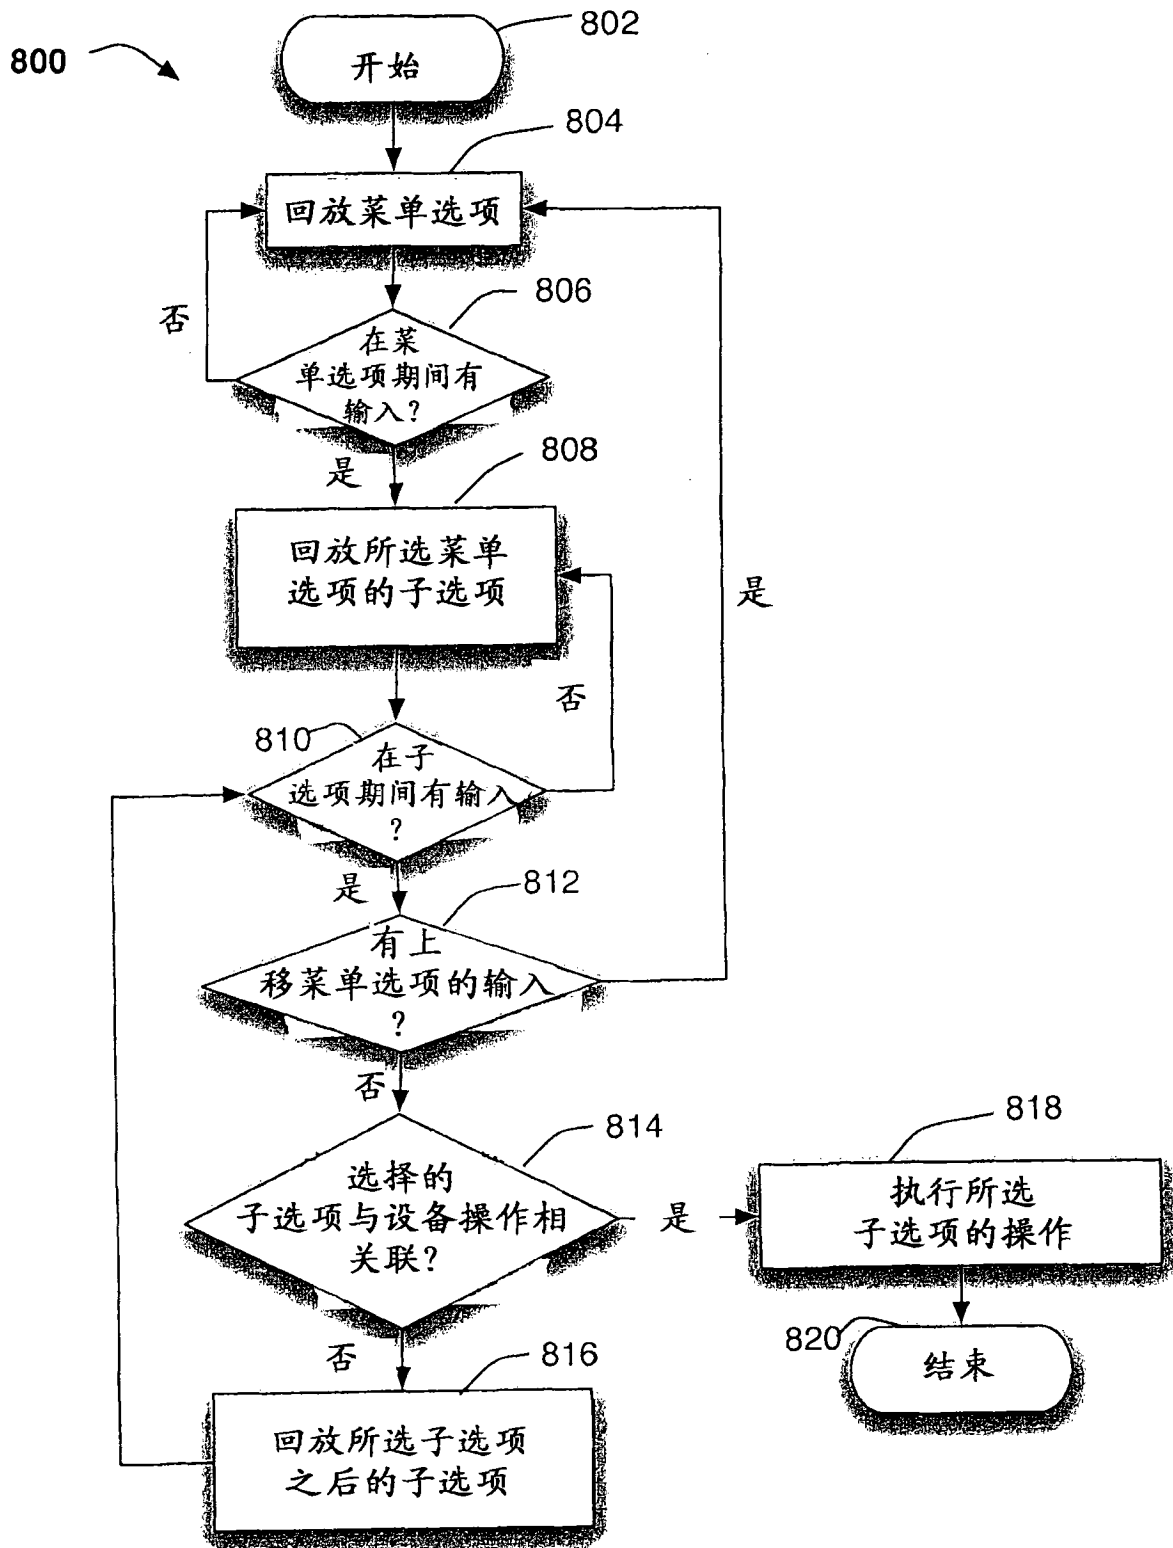 800
802
开始
804
回放菜单选项
否
806
在菜
单选项期间有
输入?
是
808
回放所选菜单
选项的子选项
是
否
810
在子
选项期间有输入
?
是
812
有上
移菜单选项的输入
?
否
814
选择的
子选项与设备操作相
关联?
是
818
执行所选
子选项的操作
820
结束
否
816
回放所选子选项
之后的子选项